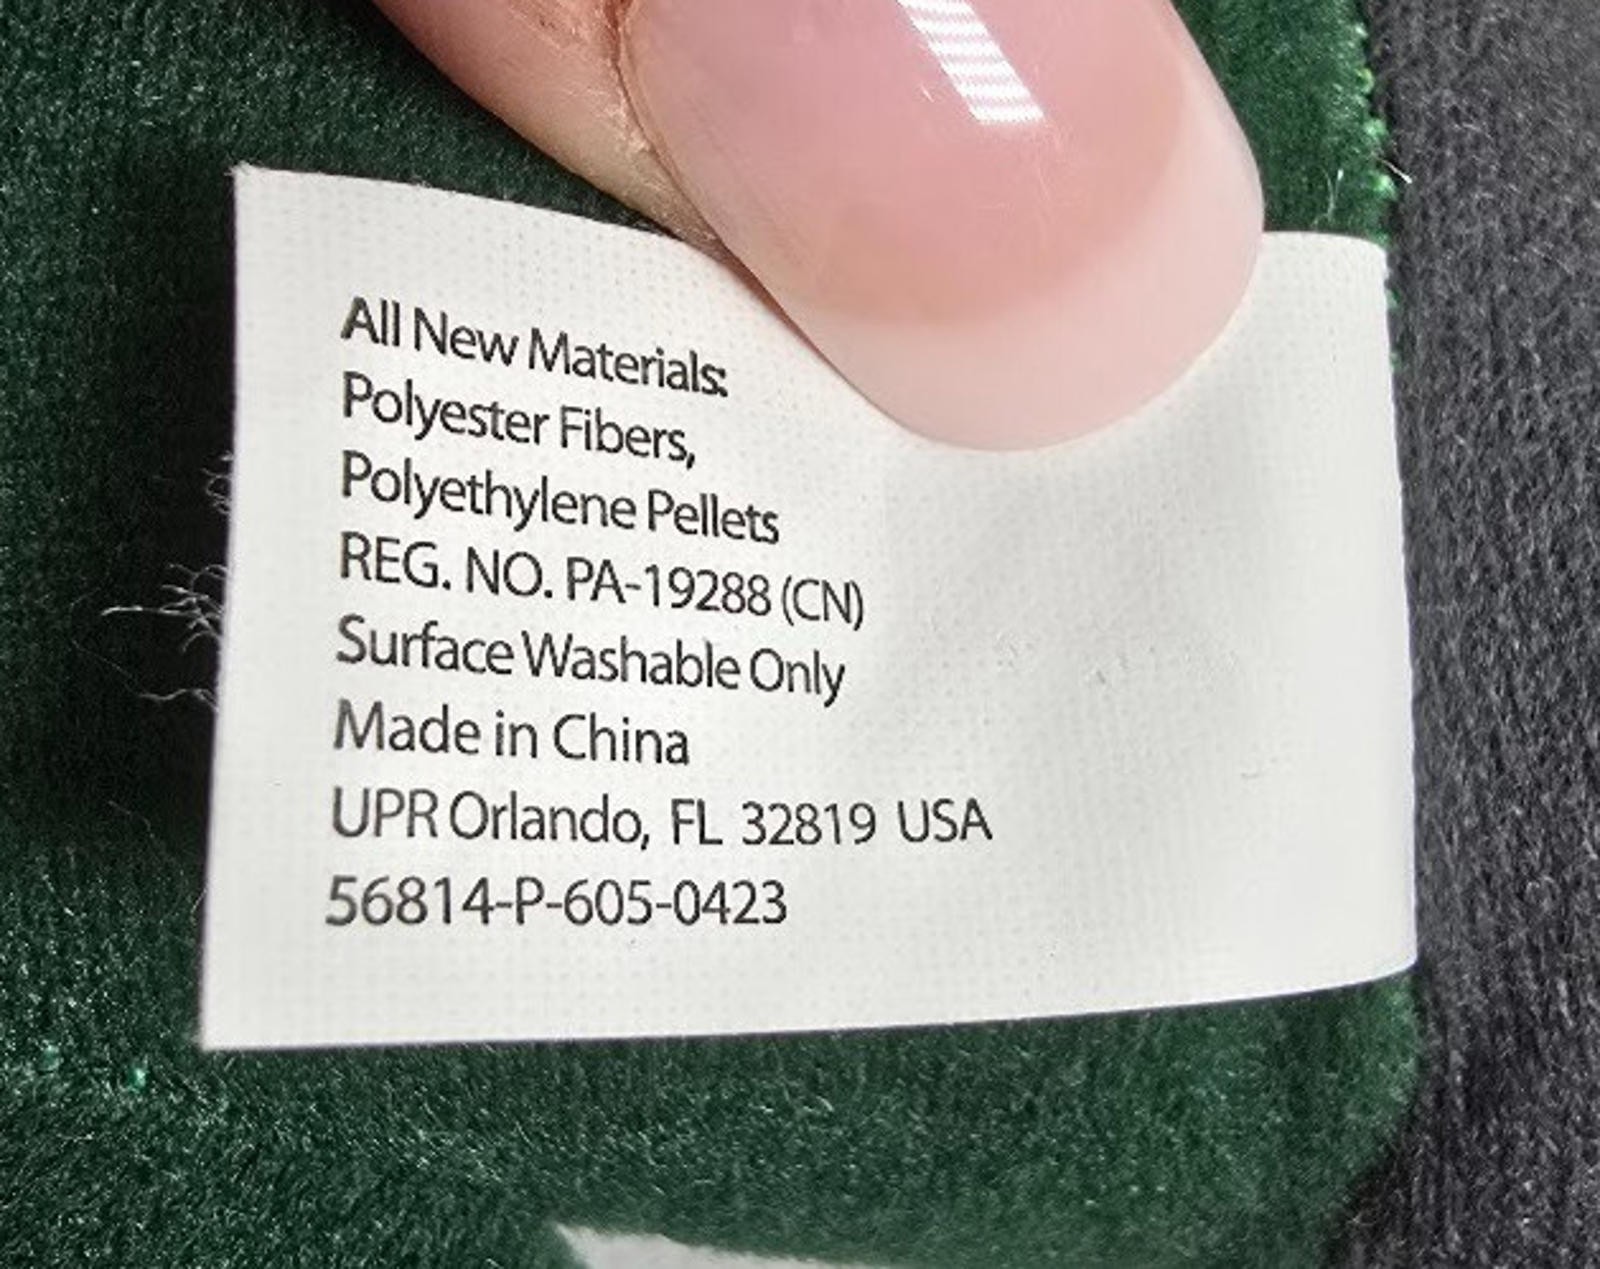 All New Materials:
Polyester Fibers,
Polyethylene Pellets
REG. NO. PA-19288 (CN)
Surface Washable Only
Made in China
UPR Orlando, FL 32819 USA
56814-P-605-0423